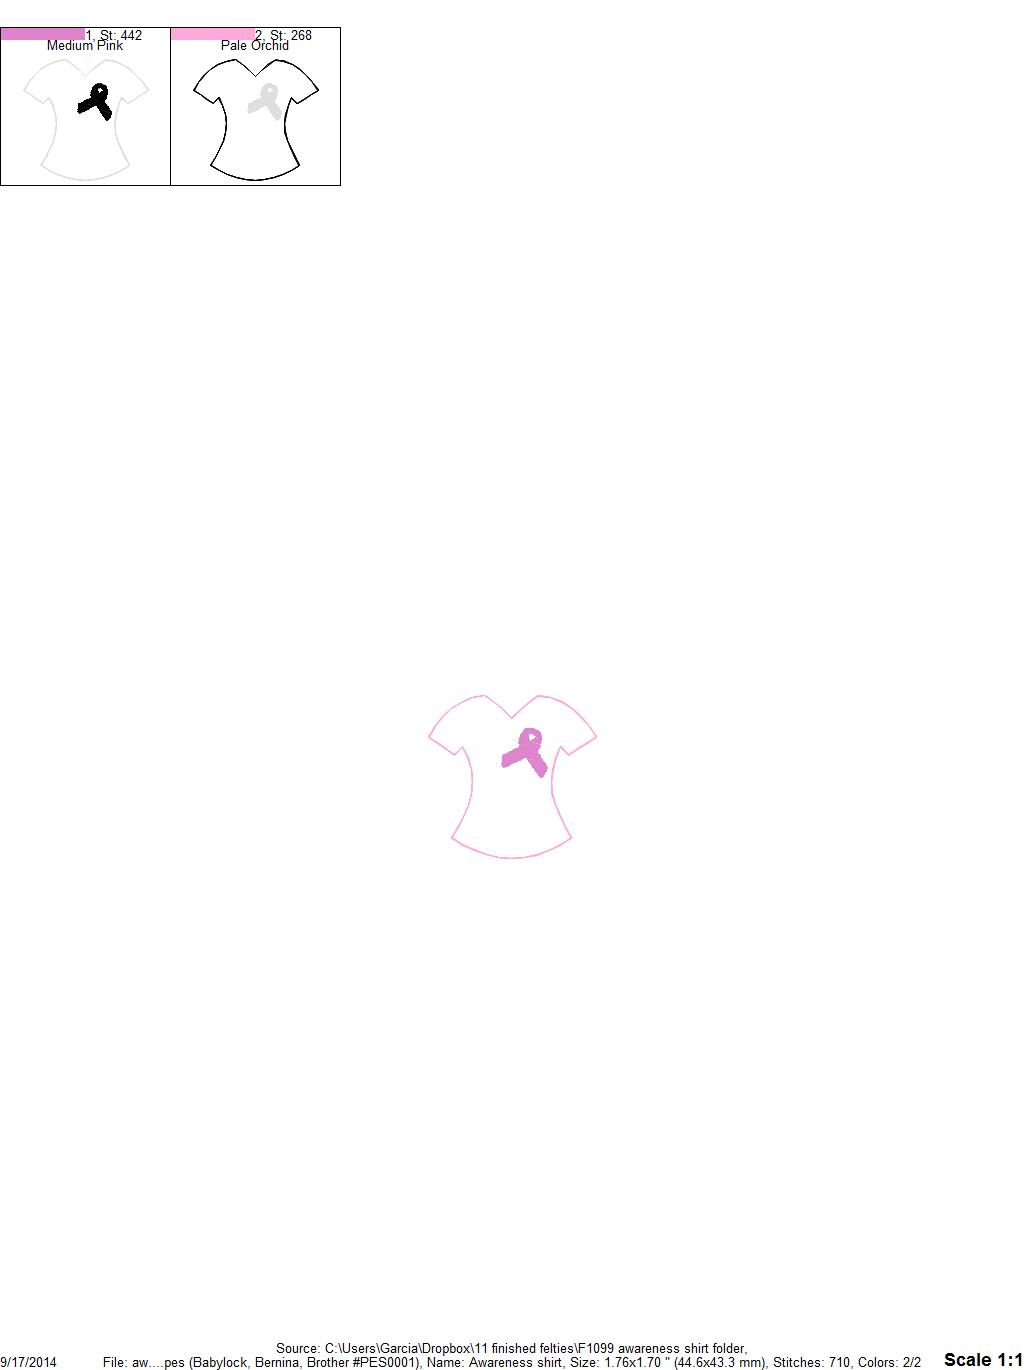 1, St: 442
Medium Pink
2, St: 268
Pale Orchid
Source: C:\Users\Garcia\Dropbox\11 finished felties\F1099 awareness shirt folder,
9/17/2014
File: aw....pes (Babylock, Bernina, Brother #PES0001), Name: Awareness shirt, Size: 1.76x1.70 " (44.6x43.3 mm), Stitches: 710, Colors: 2/2
Scale 1:1